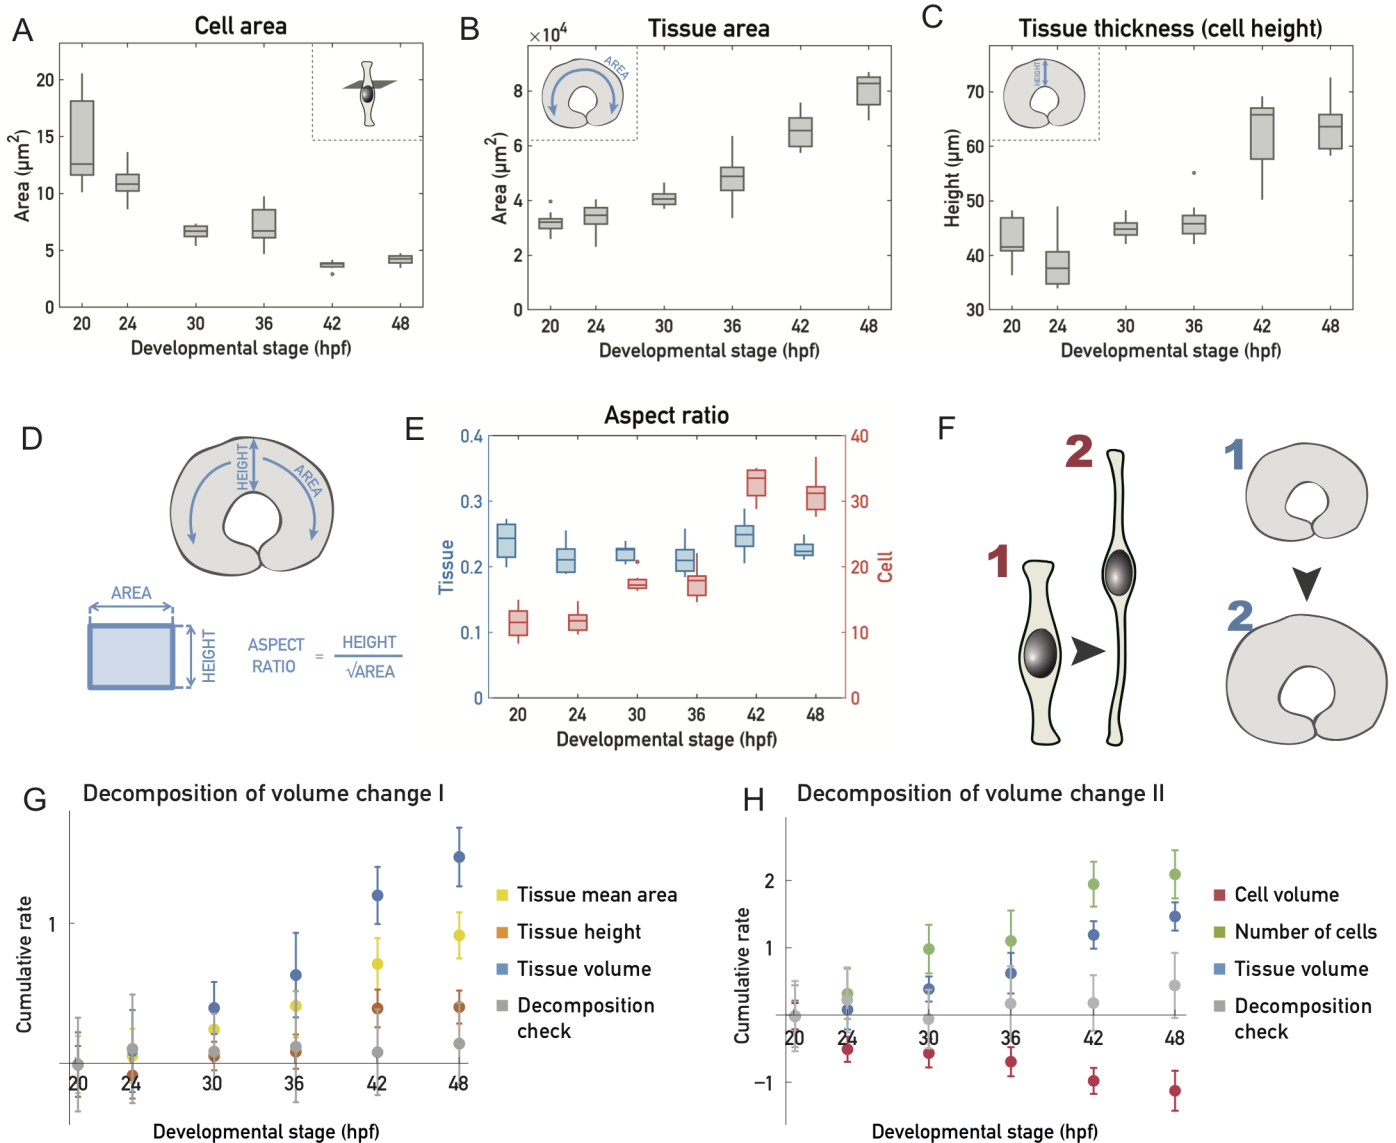 A
Cell area
Area (µm²)
20
15
10
5
0
20 24 30 36 42 48
Developmental stage (hpf)
B
×10⁴
Tissue area
AREA
Area (µm²)
8
6
4
2
0
20 24 30 36 42 48
Developmental stage (hpf)
C
Tissue thickness (cell height)
HEIGHT
Height (µm)
70
60
50
40
30
20 24 30 36 42 48
Developmental stage (hpf)
D
HEIGHT
AREA
AREA
HEIGHT
ASPECT RATIO = HEIGHT / √AREA
E
Aspect ratio
Tissue
0.4
0.3
0.2
0.1
0
Cell
40
30
20
10
0
20 24 30 36 42 48
Developmental stage (hpf)
F
1
2
1
2
G
Decomposition of volume change I
Cumulative rate
1
20 24 30 36 42 48
Developmental stage (hpf)
Tissue mean area
Tissue height
Tissue volume
Decomposition
check
H
Decomposition of volume change II
Cumulative rate
2
1
−1
20 24 30 36 42 48
Developmental stage (hpf)
Cell volume
Number of cells
Tissue volume
Decomposition
check